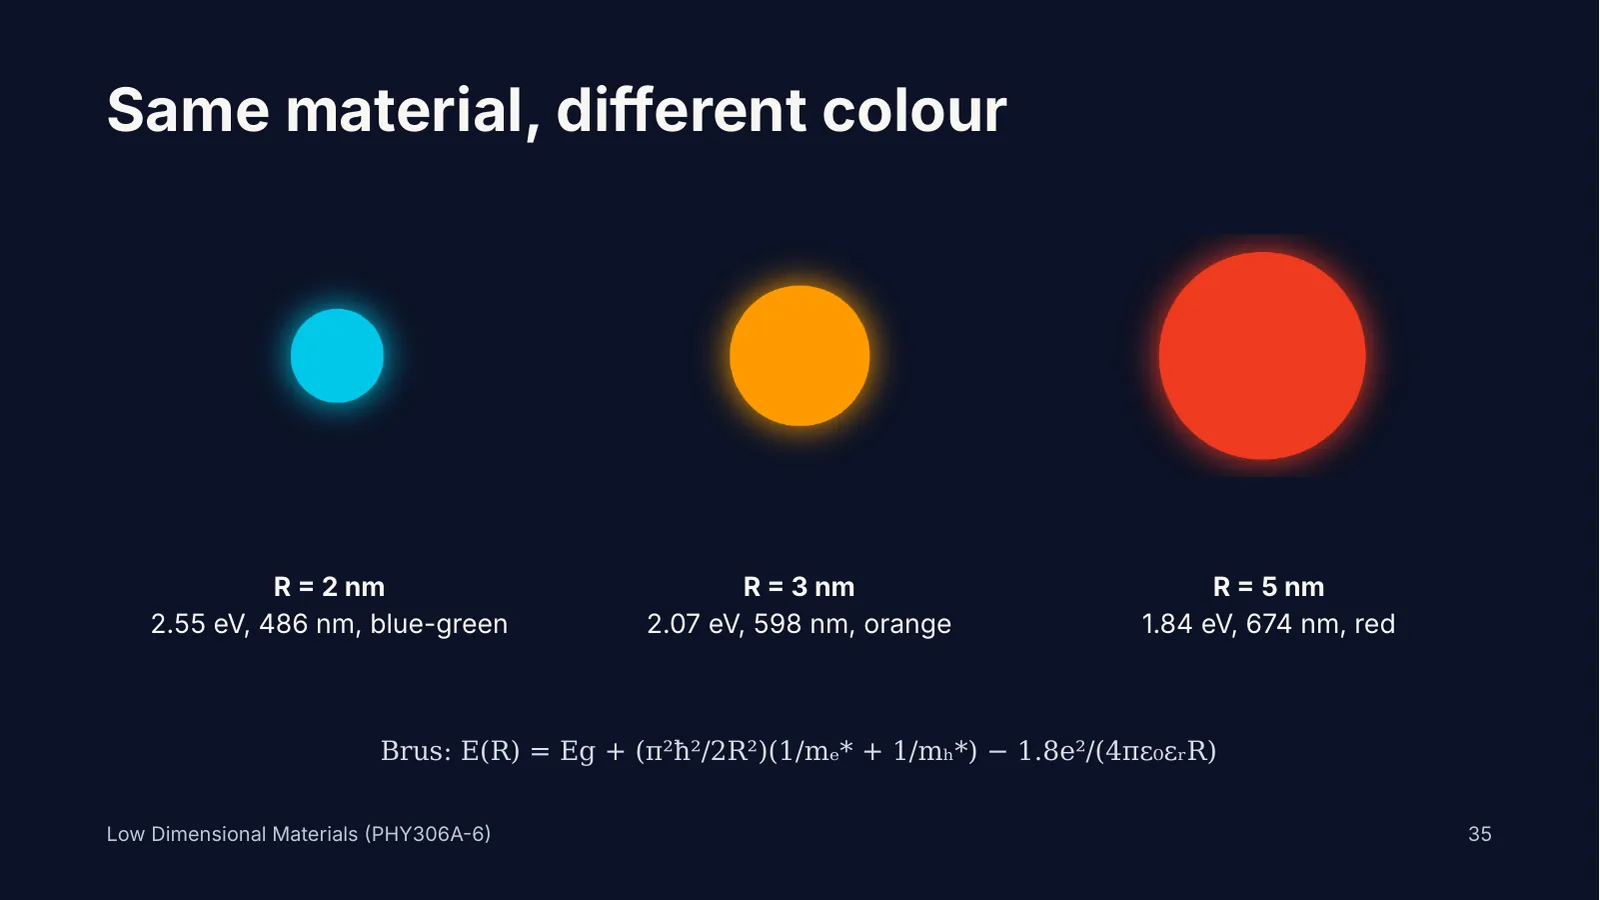 Same material, different colour
R = 2 nm
2.55 eV, 486 nm, blue-green
R = 3 nm
2.07 eV, 598 nm, orange
R = 5 nm
1.84 eV, 674 nm, red
Brus: E(R) = Eg + (π²ħ²/2R²)(1/mₑ* + 1/mₕ*) − 1.8e²/(4πε₀εᵣR)
Low Dimensional Materials (PHY306A-6)
35